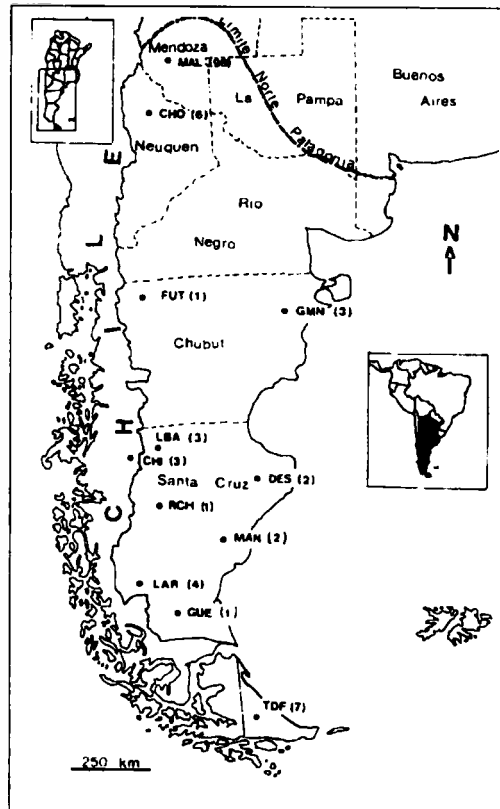 Mendoza
MAL
Limite Norte Patagonia
La Pampa
Buenos
Aires
CHO (6)
Neuquen
Rio
Negro
N
FUT (1)
GMN (3)
Chubut
CHILE
LBA (3)
CHI (3)
Santa Cruz
DES (2)
RCH (1)
MAN (2)
LAR (4)
GUE (1)
TDF (7)
250 km